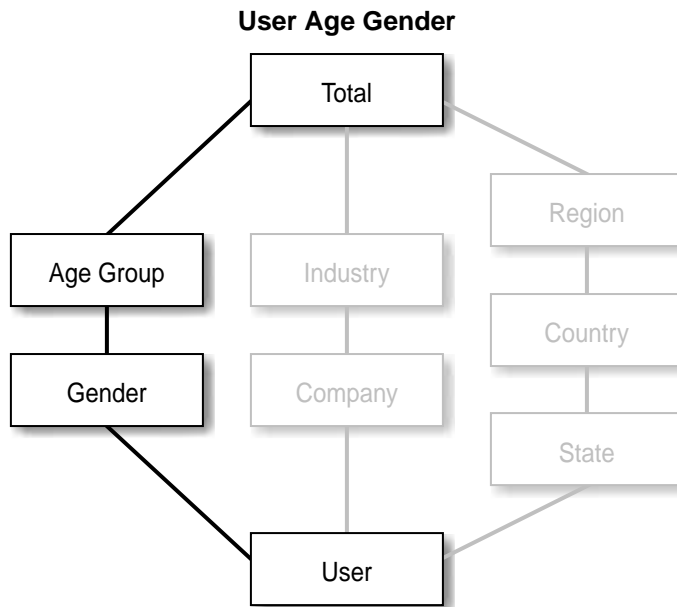 User Age Gender
Total
Region
Age Group
Industry
Country
Gender
Company
State
User